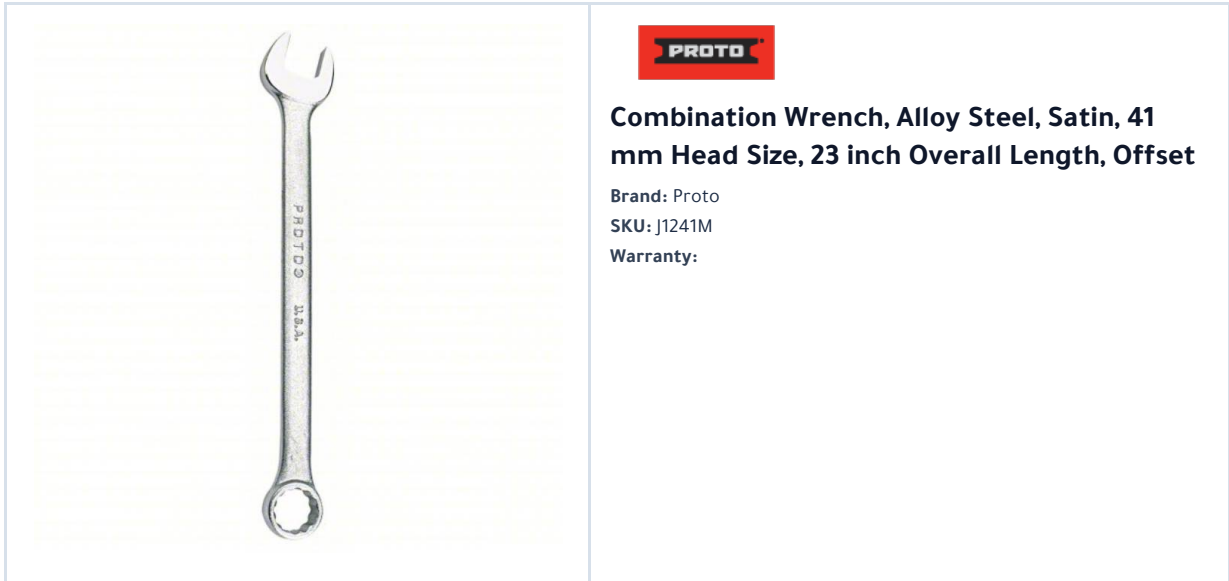 PROTO
U.S.A.
PROTO
Combination Wrench, Alloy Steel, Satin, 41
mm Head Size, 23 inch Overall Length, Offset
Brand: Proto
SKU: J1241M
Warranty: